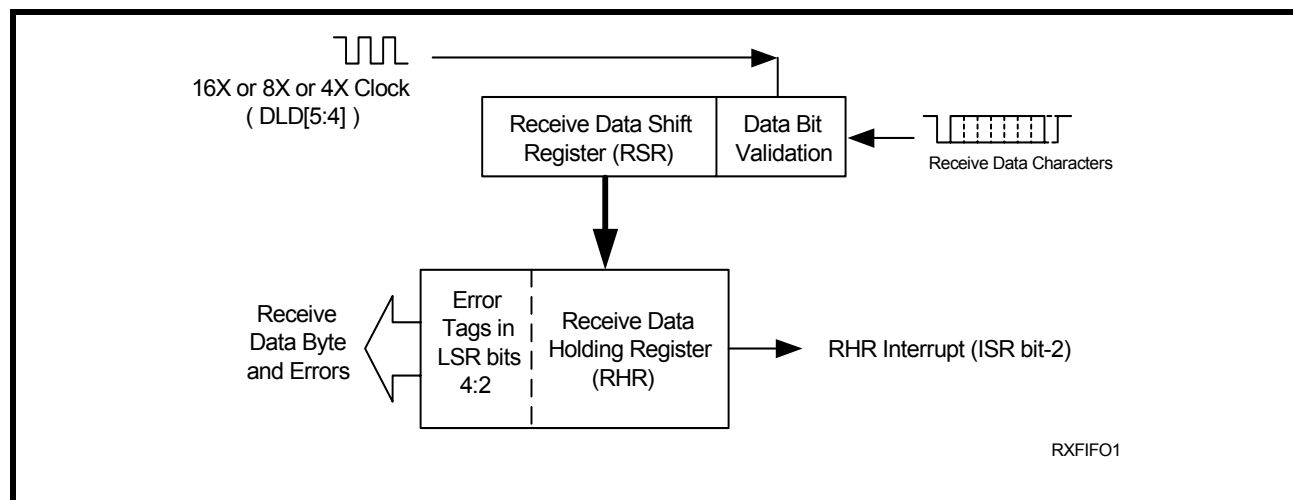 16X or 8X or 4X Clock
( DLD[5:4] )
Receive Data Shift
Register (RSR)
Data Bit
Validation
Receive Data Characters
Receive
Data Byte
and Errors
Error
Tags in
LSR bits
4:2
Receive Data
Holding Register
(RHR)
RHR Interrupt (ISR bit-2)
RXFIFO1